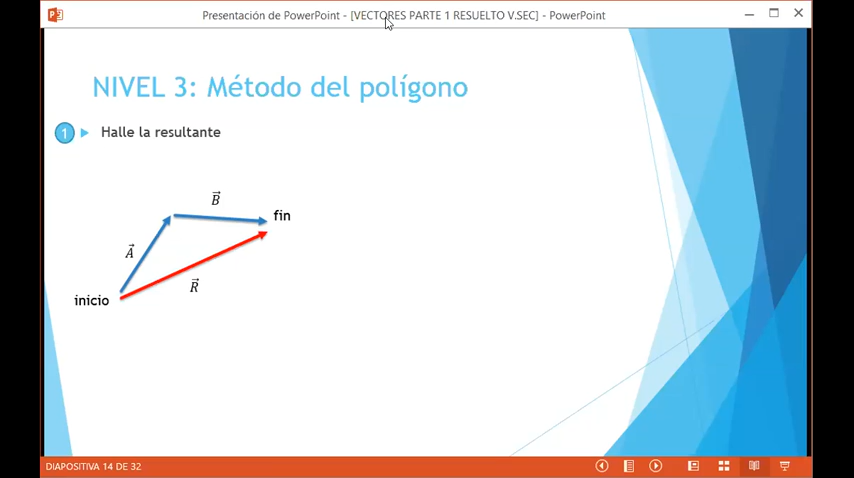 Presentación de PowerPoint - [VECTORES PARTE 1 RESUELTO V.SEC] - PowerPoint
NIVEL 3: Método del polígono
1 Halle la resultante
B⃗
fin
A⃗
R⃗
inicio
DIAPOSITIVA 14 DE 32